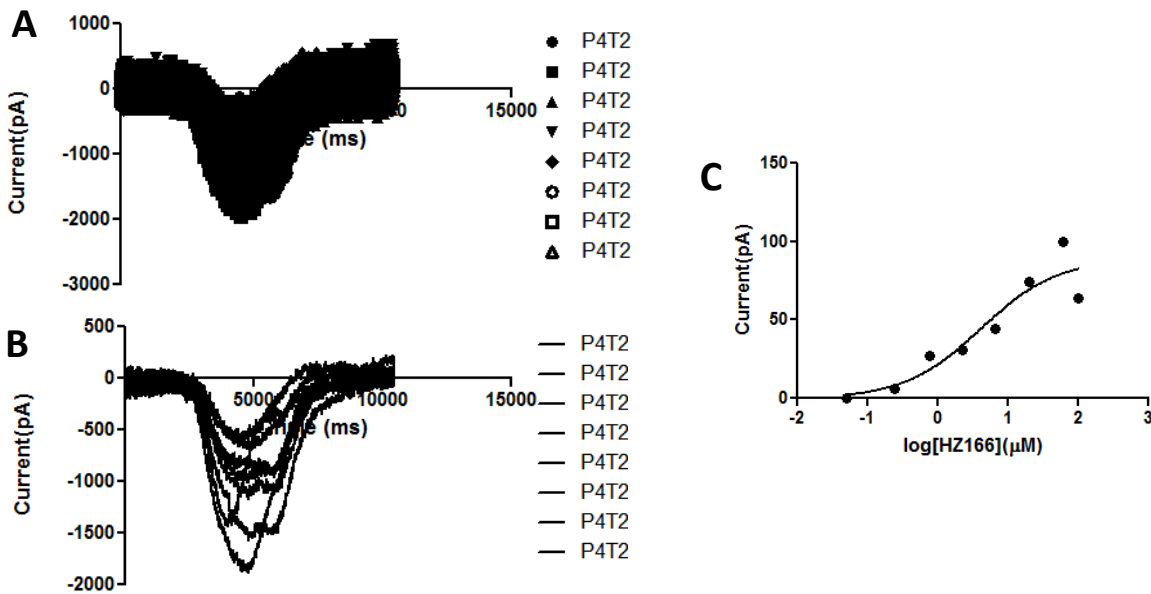 A
1000
0
-1000
-2000
-3000
Current(pA)
15000
(ms)
P4T2
P4T2
P4T2
P4T2
P4T2
P4T2
P4T2
P4T2
B
500
0
-500
-1000
-1500
-2000
Current(pA)
5000
10000
15000
(ms)
P4T2
P4T2
P4T2
P4T2
P4T2
P4T2
P4T2
P4T2
C
150
100
50
0
Current(pA)
-2
-1
0
1
2
3
log[HZ166](μM)